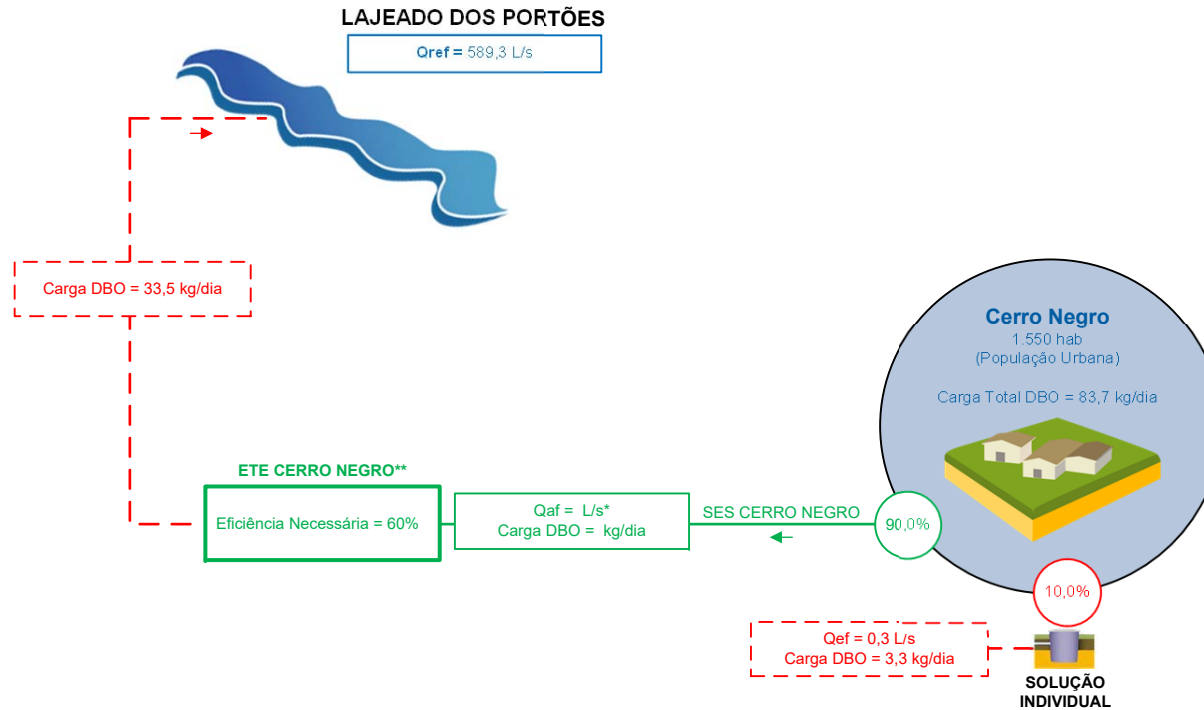 LAJEADO DOS PORTÕES
Qref = 589,3 L/s
Carga DBO = 33,5 kg/dia
Cerro Negro
1.550 hab
(População Urbana)
Carga Total DBO = 83,7 kg/dia
ETE CERRO NEGRO**
Eficiência Necessária = 60%
Qaf = L/s*
Carga DBO = kg/dia
SES CERRO NEGRO
90,0%
10,0%
Qef = 0,3 L/s
Carga DBO = 3,3 kg/dia
SOLUÇÃO
INDIVIDUAL